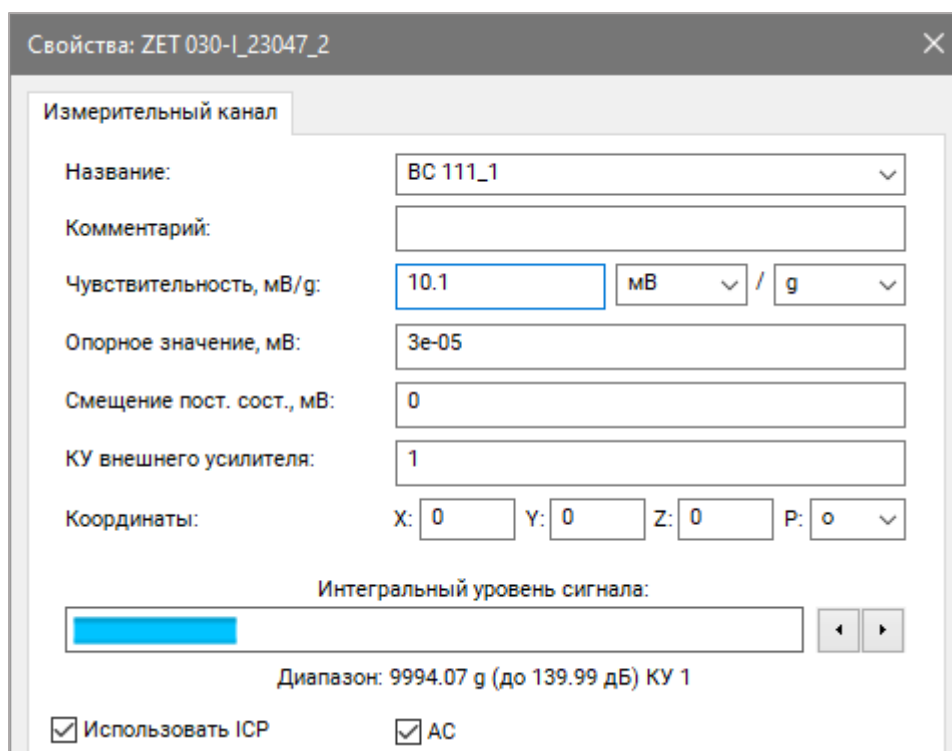 Свойства: ZET 030-I_23047_2
Измерительный канал
Название: BC 111_1
Комментарий:
Чувствительность, мВ/g: 10.1 мВ / g
Опорное значение, мВ: 3e-05
Смещение пост. сост., мВ: 0
КУ внешнего усилителя: 1
Координаты: X: 0 Y: 0 Z: 0 P: o
Интегральный уровень сигнала:
Диапазон: 9994.07 g (до 139.99 дБ) КУ 1
Использовать ICP AC